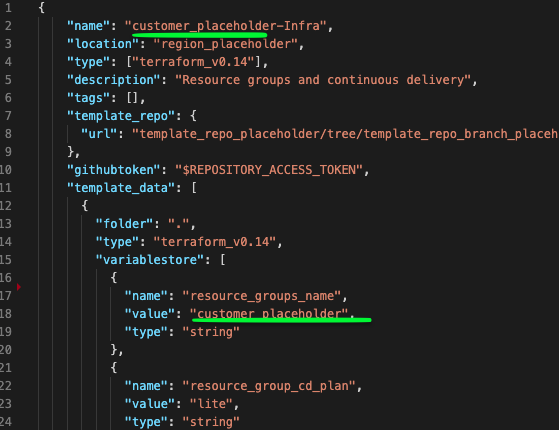 1 {
2 "name": "customer_placeholder-Infra",
3 "location": "region_placeholder",
4 "type": ["terraform_v0.14"],
5 "description": "Resource groups and continuous delivery",
6 "tags": [],
7 "template_repo": {
8 "url": "template_repo_placeholder/tree/template_repo_branch_placeh
9 },
10 "githubtoken": "$REPOSITORY_ACCESS_TOKEN",
11 "template_data": [
12 {
13 "folder": ".",
14 "type": "terraform_v0.14",
15 "variablestore": [
16 {
17 "name": "resource_groups_name",
18 "value": "customer_placeholder",
19 "type": "string"
20 },
21 {
22 "name": "resource_group_cd_plan",
23 "value": "lite",
24 "type": "string"